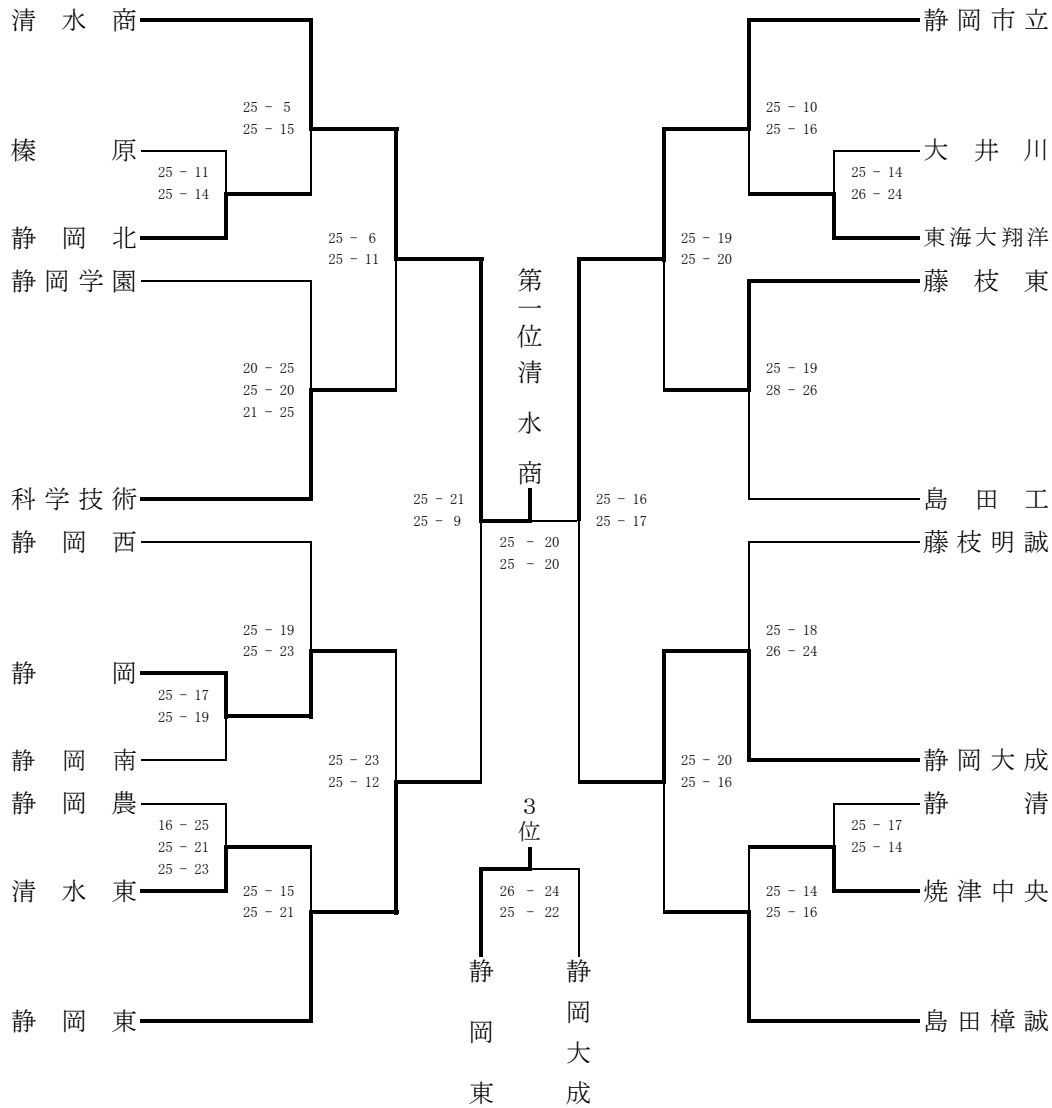 清水商
25 - 5
25 - 15
榛原
25 - 11
25 - 14
静岡北
25 - 6
25 - 11
静岡学園
20 - 25
25 - 20
21 - 25
科学技術
25 - 21
25 - 9
静岡西
25 - 19
25 - 23
静岡
25 - 17
25 - 19
静岡南
25 - 23
25 - 12
静岡農
16 - 25
25 - 21
25 - 23
清水東
25 - 15
25 - 21
静岡東
第一位清水商
25 - 20
25 - 20
3位
26 - 24
25 - 22
静岡東
静岡大成
静岡市立
25 - 10
25 - 16
大井川
25 - 14
26 - 24
東海大翔洋
25 - 19
25 - 20
藤枝東
25 - 19
28 - 26
島田工
25 - 16
25 - 17
藤枝明誠
25 - 18
26 - 24
静岡大成
25 - 20
25 - 16
静清
25 - 17
25 - 14
焼津中央
25 - 14
25 - 16
島田樟誠